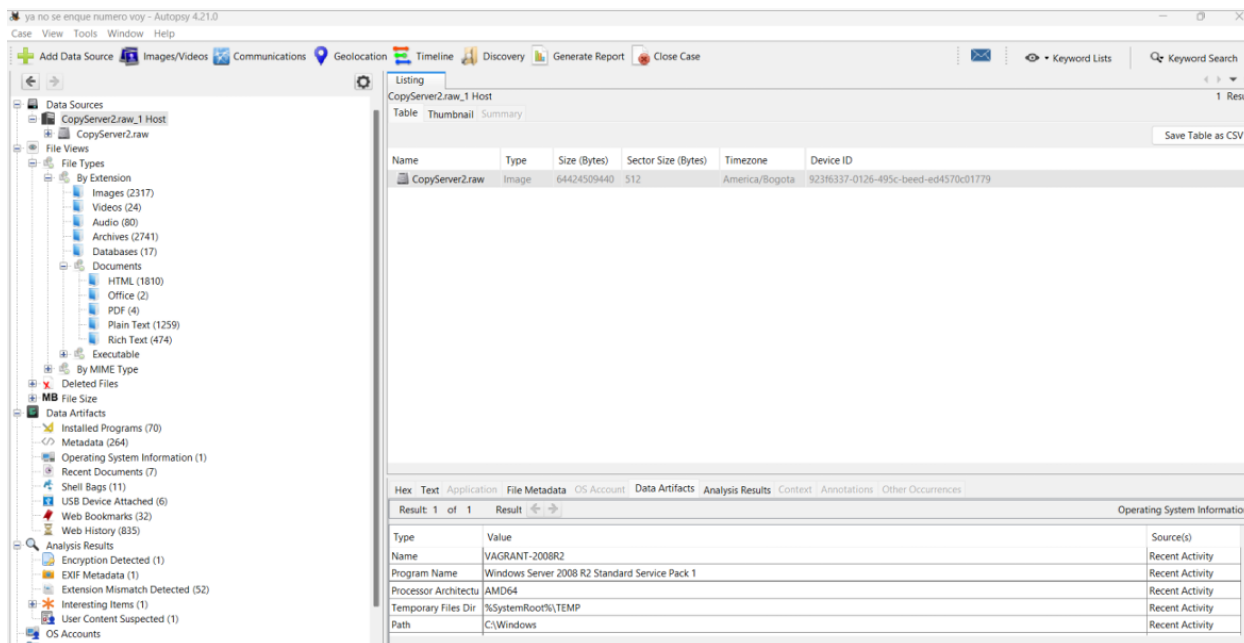 ya no se enque numero voy - Autopsy 4.21.0
Case View Tools Window Help
Add Data Source Images/Videos Communications Geolocation Timeline Discovery Generate Report Close Case Keyword Lists Keyword Search
Data Sources
CopyServer2.raw_1 Host
CopyServer2.raw
File Views
File Types
By Extension
Images (2317)
Videos (24)
Audio (80)
Archives (2741)
Databases (17)
Documents
HTML (1810)
Office (2)
PDF (4)
Plain Text (1259)
Rich Text (474)
Executable
By MIME Type
Deleted Files
MB File Size
Data Artifacts
Installed Programs (70)
Metadata (264)
Operating System Information (1)
Recent Documents (7)
Shell Bags (11)
USB Device Attached (6)
Web Bookmarks (32)
Web History (835)
Analysis Results
Encryption Detected (1)
EXIF Metadata (1)
Extension Mismatch Detected (52)
Interesting Items (1)
User Content Suspected (1)
OS Accounts
Listing
CopyServer2.raw_1 Host 1 Resu
Table Thumbnail Summary
Save Table as CSV
Name Type Size (Bytes) Sector Size (Bytes) Timezone Device ID
CopyServer2.raw Image 64424509440 512 America/Bogota 923f6337-0126-495c-beed-ed4570c01779
Hex Text Application File Metadata OS Account Data Artifacts Analysis Results Context Annotations Other Occurrences
Result: 1 of 1 Result Operating System Informatio
Type Value Source(s)
Name VAGRANT-2008R2 Recent Activity
Program Name Windows Server 2008 R2 Standard Service Pack 1 Recent Activity
Processor Architectu AMD64 Recent Activity
Temporary Files Dir %SystemRoot%\TEMP Recent Activity
Path C:\Windows Recent Activity